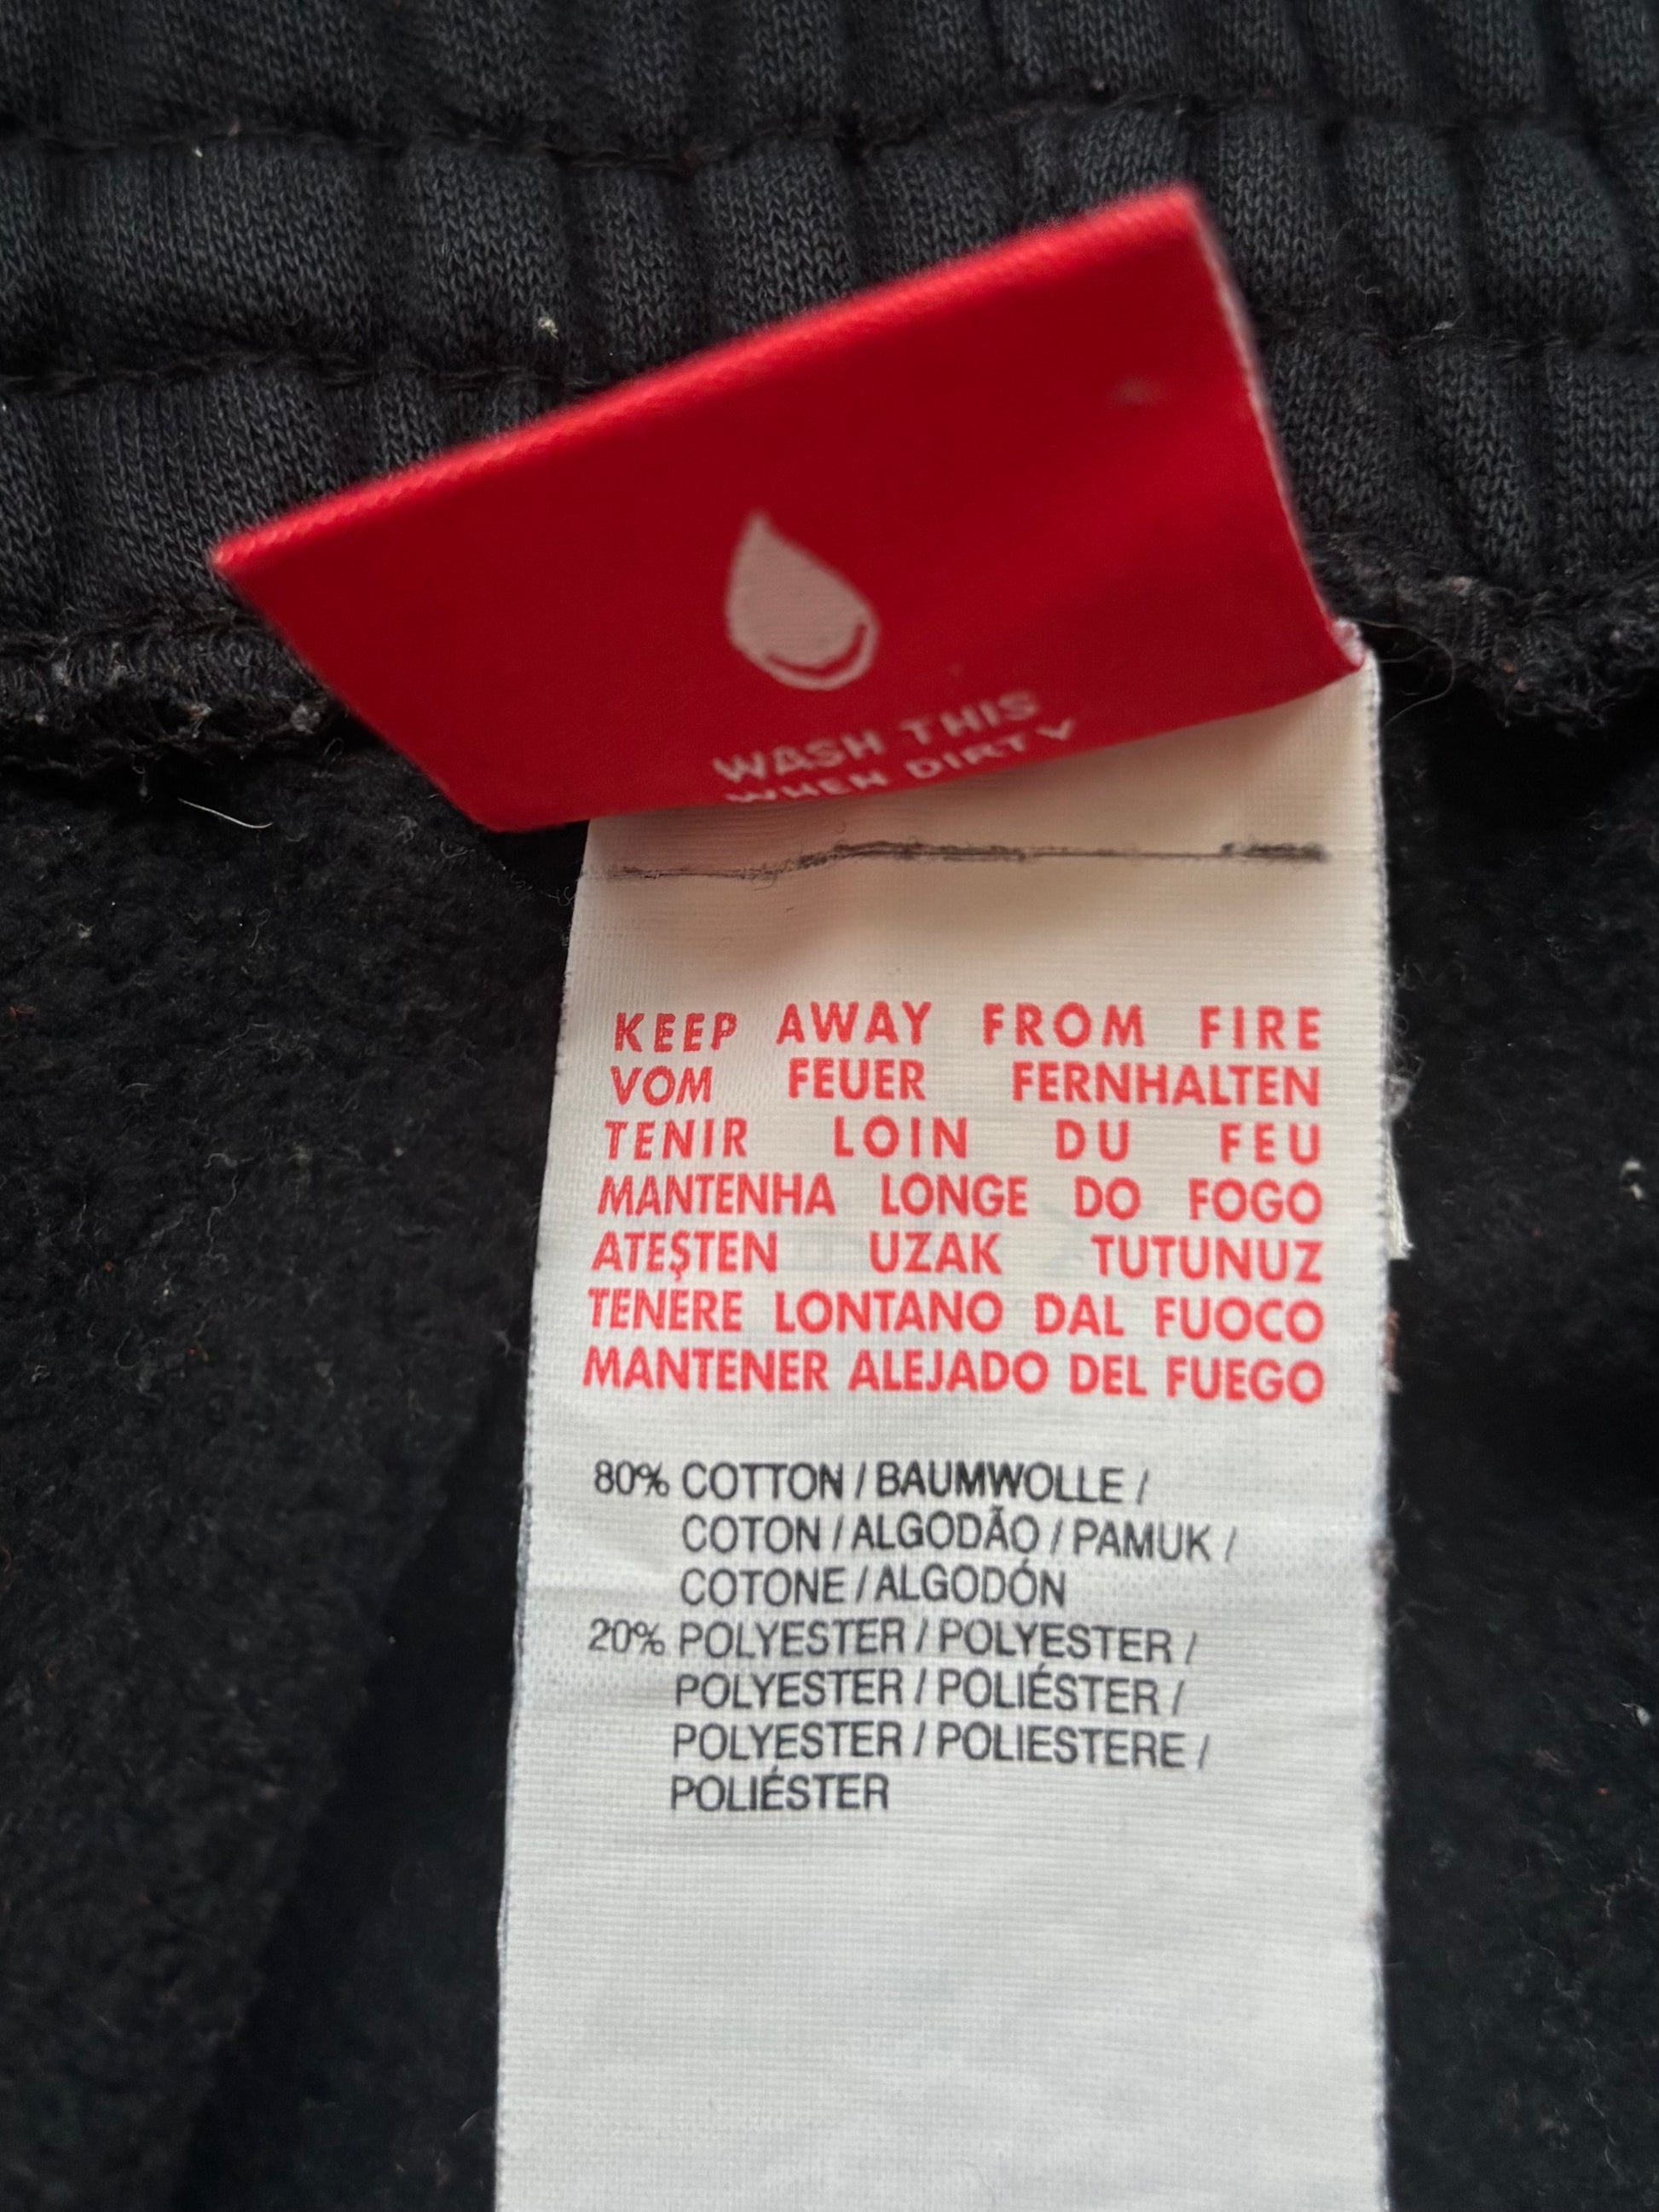 WASH THIS
WHEN DIRTY
KEEP AWAY FROM FIRE
VOM FEUER FERNHALTEN
TENIR LOIN DU FEU
MANTENHA LONGE DO FOGO
ATEŞTEN UZAK TUTUNUZ
TENERE LONTANO DAL FUOCO
MANTENER ALEJADO DEL FUEGO
80% COTTON / BAUMWOLLE /
COTON / ALGODÃO / PAMUK /
COTONE / ALGODÓN
20% POLYESTER / POLYESTER /
POLYESTER / POLIÉSTER /
POLYESTER / POLIESTERE /
POLIÉSTER